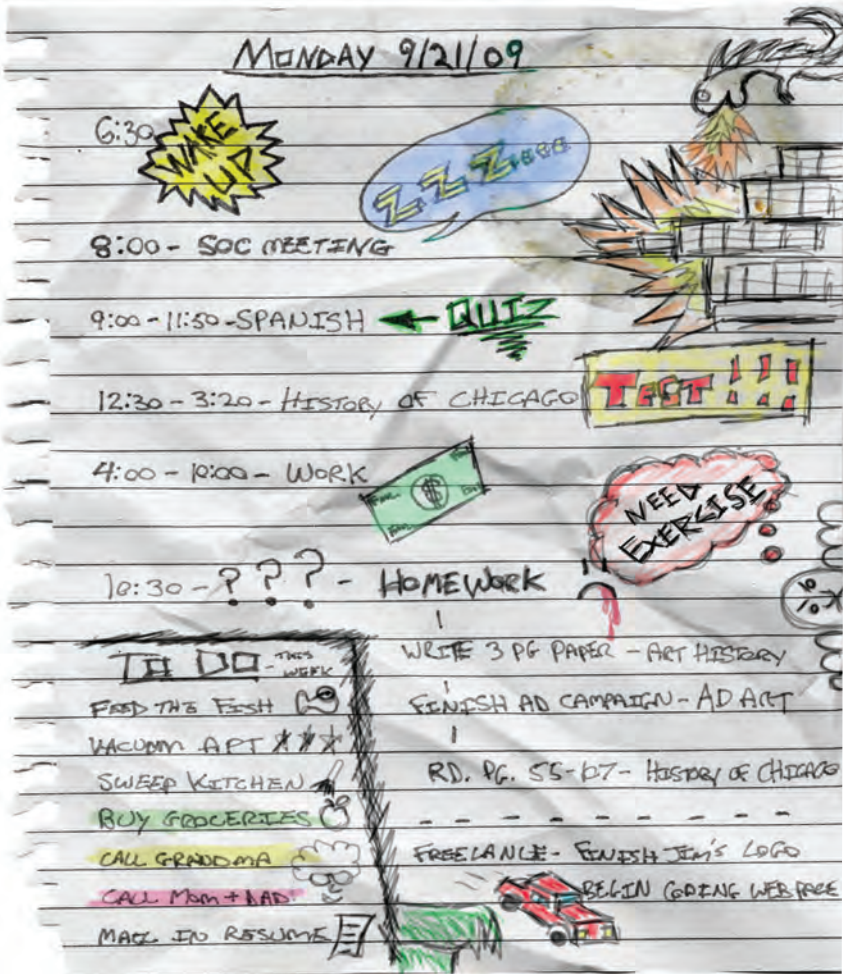 MONDAY 9/21/09
6:30 WAKE UP
ZZZ....
8:00 - SOC MEETING
9:00 - 11:50 - SPANISH ← QUIZ
12:30 - 3:20 - HISTORY OF CHICAGO TEST !!!
4:00 - 10:00 - WORK
$
NEED EXERCISE
10:30 - ? ? ? - HOMEWORK
WRITE 3 PG PAPER - ART HISTORY
FINISH AD CAMPAIGN - AD ART
RD. PG. 55-67 - HISTORY OF CHICAGO
FREELANCE - FINISH JIM'S LOGO
BEGIN CODING WEB PAGE
TO DO - THIS WEEK
FEED THE FISH
VACUUM APT
SWEEP KITCHEN
BUY GROCERIES
CALL GRANDMA
CALL MOM + DAD
MAIL IN RESUME